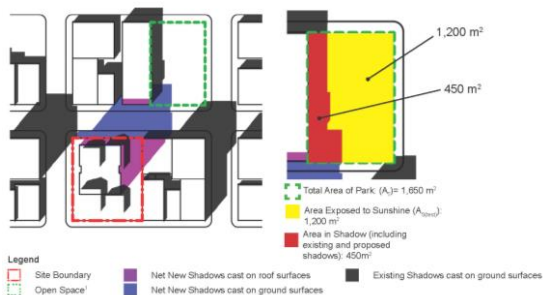 1,200 m²
450 m²
Total Area of Park: (Aₜ)= 1,650 m²
Area Exposed to Sunshine
1,200 m²
Area in Shadow (including
existing and proposed
shadows): 450m²
Legend
Site Boundary
Net New Shadows cast on roof surfaces
Existing Shadows cast on ground surfaces
Open Space¹
Net New Shadows cast on ground surfaces